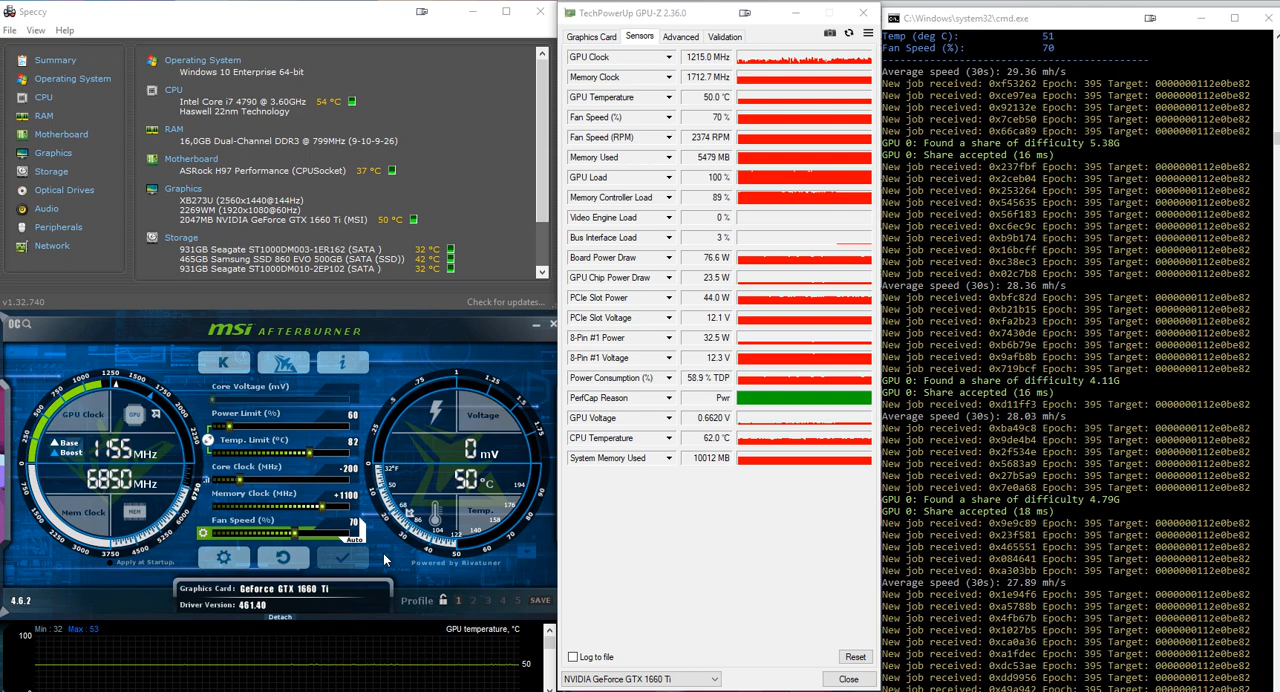 Speccy
File View Help
Summary
Operating System
CPU
RAM
Motherboard
Graphics
Storage
Optical Drives
Audio
Peripherals
Network
Operating System
Windows 10 Enterprise 64-bit
CPU
Intel Core i7 4790 @ 3.60GHz 54 °C
Haswell 22nm Technology
RAM
16,0GB Dual-Channel DDR3 @ 799MHz (9-10-9-26)
Motherboard
ASRock H97 Performance (CPUSocket) 37 °C
Graphics
XB273U (2560x1440@144Hz)
2269WM (1920x1080@60Hz)
2047MB NVIDIA GeForce GTX 1660 Ti (MSI) 50 °C
Storage
931GB Seagate ST1000DM003-1ER162 (SATA ) 32 °C
465GB Samsung SSD 860 EVO 500GB (SATA (SSD)) 42 °C
931GB Seagate ST1000DM010-2EP102 (SATA ) 32 °C
v1.32.740 Check for updates...
OC
msi AFTERBURNER
K i
GPU Clock
GPU
Base
Boost
1155 MHz
6850 MHz
Mem Clock
MEM
Core Voltage (mV)
Power Limit (%) 60
Temp. Limit (°C) 82
Core Clock (MHz) -200
Memory Clock (MHz) +1100
Fan Speed (%) 70
Auto
Voltage
0 mV
50 °C
Temp.
Apply at Startup
Powered by Rivatuner
Graphics Card: GeForce GTX 1660 Ti
Driver Version: 461.40
4.6.2
Profile 1 2 3 4 5 SAVE
Detach
Min : 32 Max : 53 GPU temperature, °C
100
50
0
TechPowerUp GPU-Z 2.36.0
Graphics Card Sensors Advanced Validation
GPU Clock 1215.0 MHz
Memory Clock 1712.7 MHz
GPU Temperature 50.0 °C
Fan Speed (%) 70 %
Fan Speed (RPM) 2374 RPM
Memory Used 5479 MB
GPU Load 100 %
Memory Controller Load 89 %
Video Engine Load 0 %
Bus Interface Load 3 %
Board Power Draw 76.6 W
GPU Chip Power Draw 23.5 W
PCIe Slot Power 44.0 W
PCIe Slot Voltage 12.1 V
8-Pin #1 Power 32.5 W
8-Pin #1 Voltage 12.3 V
Power Consumption (%) 58.9 % TDP
PerfCap Reason Pwr
GPU Voltage 0.6620 V
CPU Temperature 62.0 °C
System Memory Used 10012 MB
Log to file
Reset
NVIDIA GeForce GTX 1660 Ti
Close
C:\Windows\system32\cmd.exe
Temp (deg C): 51
Fan Speed (%): 70
Average speed (30s): 29.36 mh/s
New job received: 0xf53262 Epoch: 395 Target: 0000000112e0be82
New job received: 0xce97ea Epoch: 395 Target: 0000000112e0be82
New job received: 0x92132e Epoch: 395 Target: 0000000112e0be82
New job received: 0x7ceb50 Epoch: 395 Target: 0000000112e0be82
New job received: 0x66ca89 Epoch: 395 Target: 0000000112e0be82
GPU 0: Found a share of difficulty 5.38G
GPU 0: Share accepted (16 ms)
New job received: 0x237fbf Epoch: 395 Target: 0000000112e0be82
New job received: 0x2ceb04 Epoch: 395 Target: 0000000112e0be82
New job received: 0x253264 Epoch: 395 Target: 0000000112e0be82
New job received: 0x545635 Epoch: 395 Target: 0000000112e0be82
New job received: 0x56f183 Epoch: 395 Target: 0000000112e0be82
New job received: 0xc6ec9c Epoch: 395 Target: 0000000112e0be82
New job received: 0xb9b174 Epoch: 395 Target: 0000000112e0be82
New job received: 0x16bcff Epoch: 395 Target: 0000000112e0be82
New job received: 0xc38ec3 Epoch: 395 Target: 0000000112e0be82
New job received: 0x02c7b8 Epoch: 395 Target: 0000000112e0be82
Average speed (30s): 28.36 mh/s
New job received: 0xbfc82d Epoch: 395 Target: 0000000112e0be82
New job received: 0xb21b15 Epoch: 395 Target: 0000000112e0be82
New job received: 0xfa2b23 Epoch: 395 Target: 0000000112e0be82
New job received: 0x7430de Epoch: 395 Target: 0000000112e0be82
New job received: 0xb6b79e Epoch: 395 Target: 0000000112e0be82
New job received: 0x9afb8b Epoch: 395 Target: 0000000112e0be82
New job received: 0x719bcf Epoch: 395 Target: 0000000112e0be82
GPU 0: Found a share of difficulty 4.11G
GPU 0: Share accepted (16 ms)
New job received: 0xd11ff3 Epoch: 395 Target: 0000000112e0be82
Average speed (30s): 28.03 mh/s
New job received: 0xba49c8 Epoch: 395 Target: 0000000112e0be82
New job received: 0x9de4b4 Epoch: 395 Target: 0000000112e0be82
New job received: 0x2f534e Epoch: 395 Target: 0000000112e0be82
New job received: 0x5683a9 Epoch: 395 Target: 0000000112e0be82
New job received: 0x27b5a9 Epoch: 395 Target: 0000000112e0be82
New job received: 0x7e0a68 Epoch: 395 Target: 0000000112e0be82
GPU 0: Found a share of difficulty 4.79G
GPU 0: Share accepted (18 ms)
New job received: 0x9e9c89 Epoch: 395 Target: 0000000112e0be82
New job received: 0x23f581 Epoch: 395 Target: 0000000112e0be82
New job received: 0x465551 Epoch: 395 Target: 0000000112e0be82
New job received: 0x084641 Epoch: 395 Target: 0000000112e0be82
New job received: 0xa303bb Epoch: 395 Target: 0000000112e0be82
Average speed (30s): 27.89 mh/s
New job received: 0x1e94f6 Epoch: 395 Target: 0000000112e0be82
New job received: 0xa5788b Epoch: 395 Target: 0000000112e0be82
New job received: 0x4fb67b Epoch: 395 Target: 0000000112e0be82
New job received: 0x1027b5 Epoch: 395 Target: 0000000112e0be82
New job received: 0xca0a36 Epoch: 395 Target: 0000000112e0be82
New job received: 0xa1fdec Epoch: 395 Target: 0000000112e0be82
New job received: 0xdc53ae Epoch: 395 Target: 0000000112e0be82
New job received: 0xdd9956 Epoch: 395 Target: 0000000112e0be82
New job received: 0x49a942 Epoch: 395 Target: 0000000112e0be82